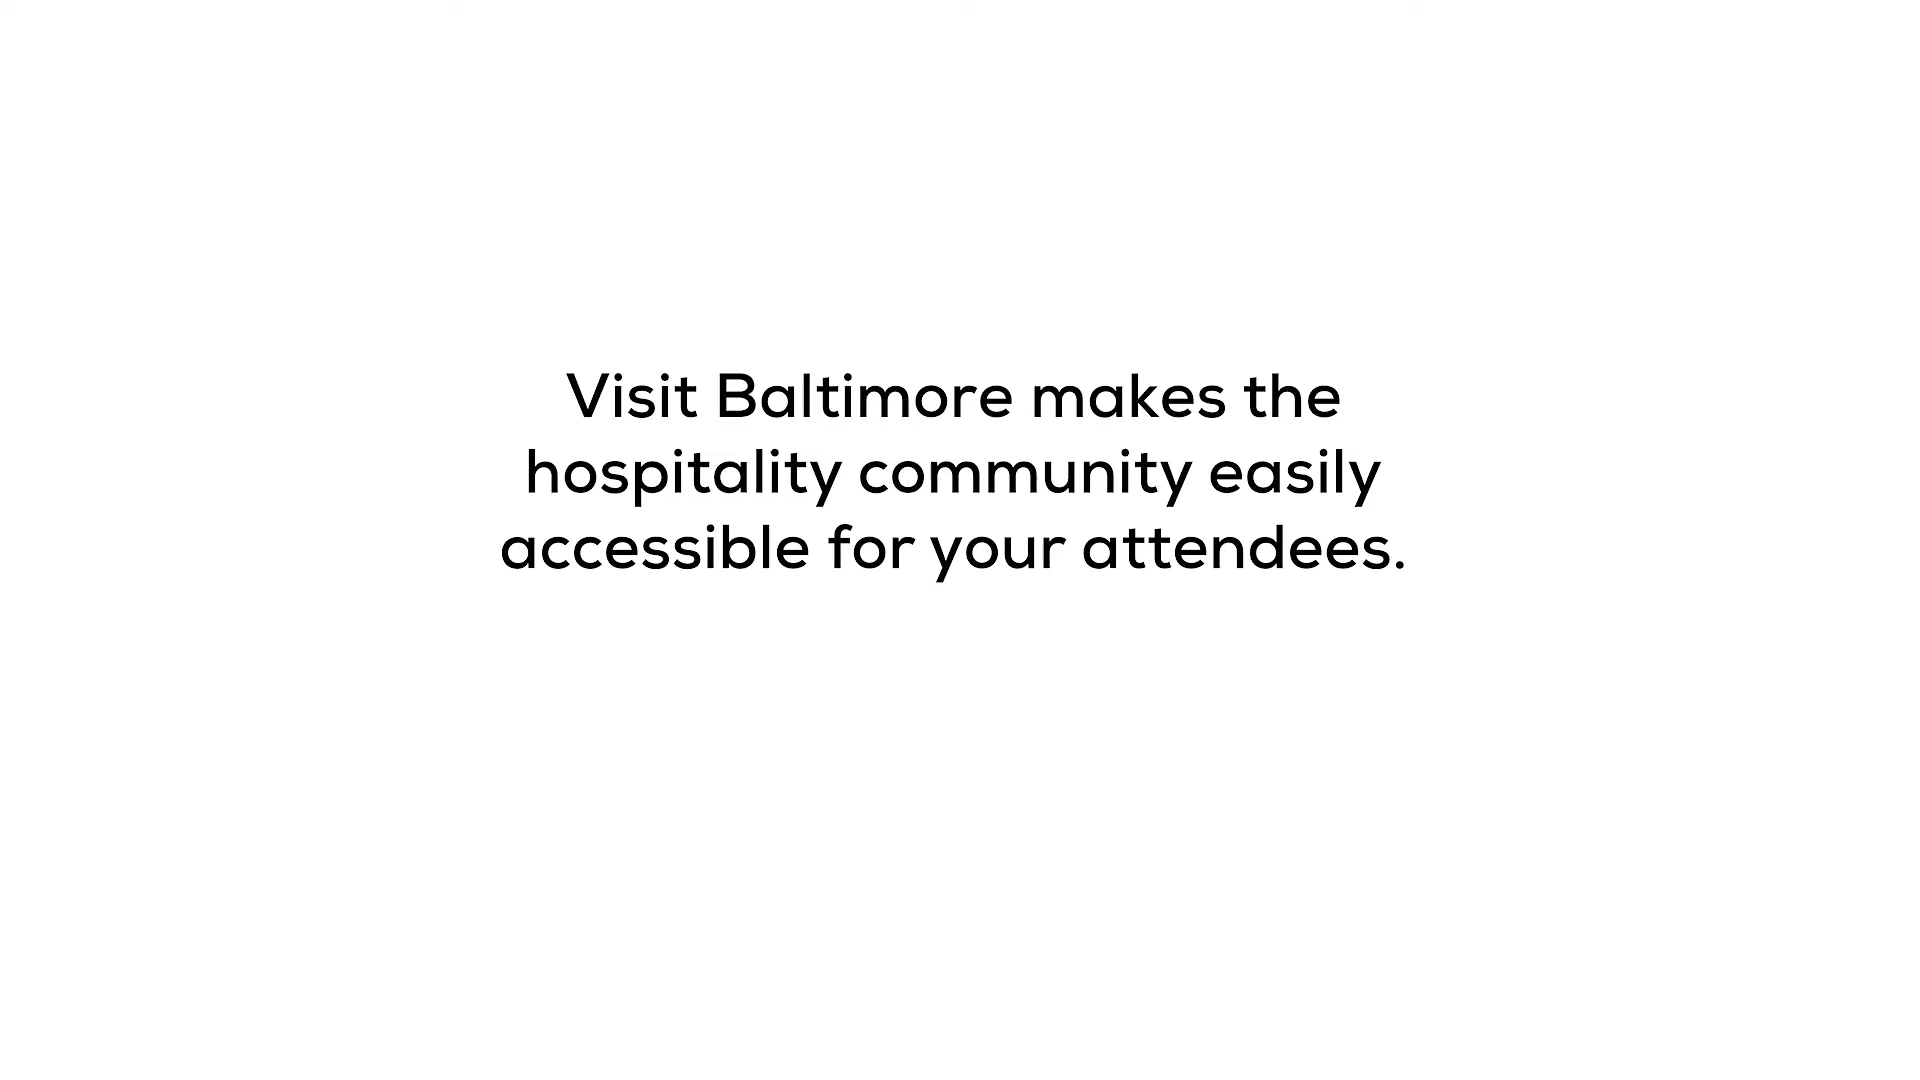 Visit Baltimore makes the
hospitality community easily
accessible for your attendees.